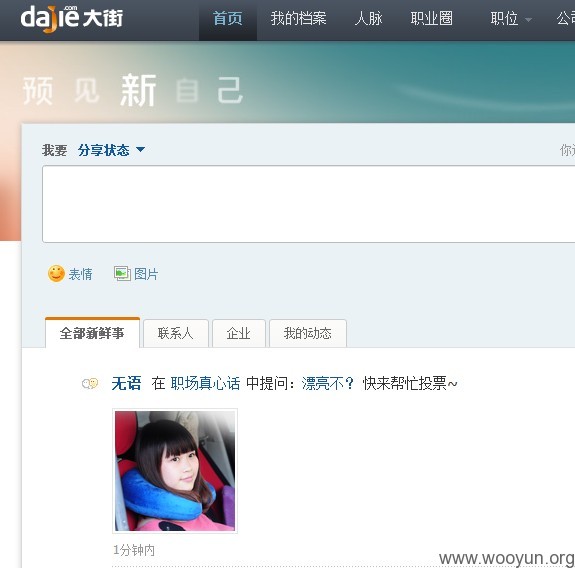 dajie.com大街 首页 我的档案 人脉 职业圈 职位 公司
预见新自己
我要 分享状态 你
表情 图片
全部新鲜事 联系人 企业 我的动态
无语 在 职场真心话 中提问：漂亮不？ 快来帮忙投票~
1分钟内
www.wooyun.org